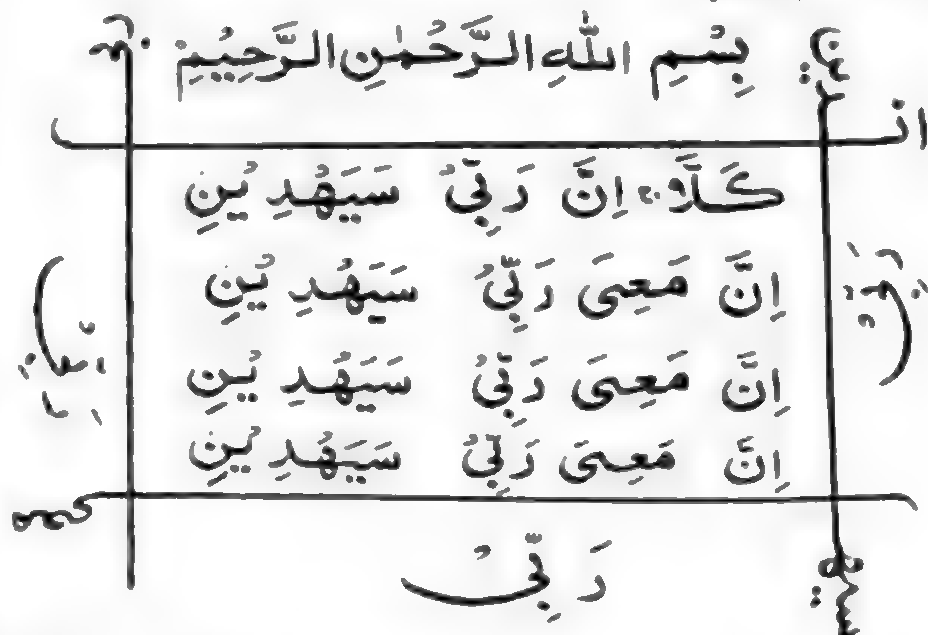 بِسْمِ اللّٰهِ الرَّحْمٰنِ الرَّحِيْمِ
كَلَّا ۚ اِنَّ رَبِّيْ سَيَهْدِيْنِ
اِنَّ مَعِىَ رَبِّيْ سَيَهْدِيْنِ
اِنَّ مَعِىَ رَبِّيْ سَيَهْدِيْنِ
اِنَّ مَعِىَ رَبِّيْ سَيَهْدِيْنِ
رَبِّيْ